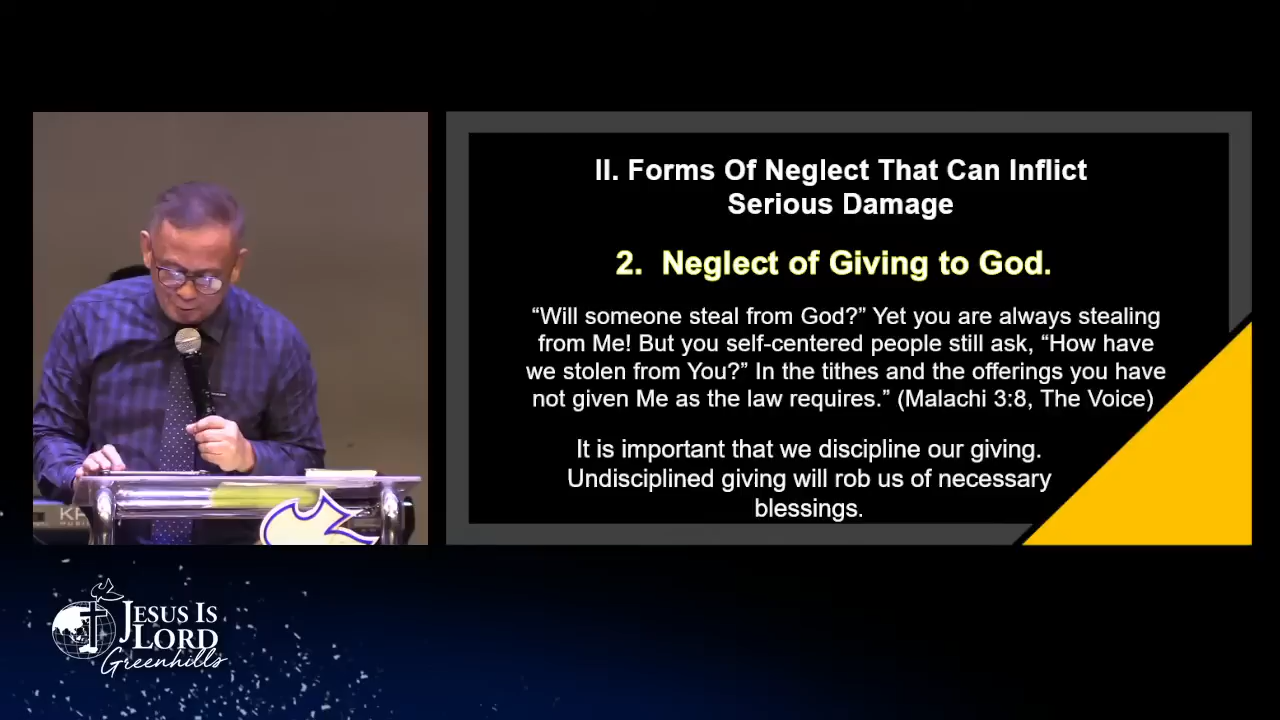 II. Forms Of Neglect That Can Inflict
Serious Damage
2. Neglect of Giving to God.
“Will someone steal from God?” Yet you are always stealing
from Me! But you self-centered people still ask, “How have
we stolen from You?” In the tithes and the offerings you have
not given Me as the law requires.” (Malachi 3:8, The Voice)
It is important that we discipline our giving.
Undisciplined giving will rob us of necessary
blessings.
JESUS IS
LORD
Greenhills